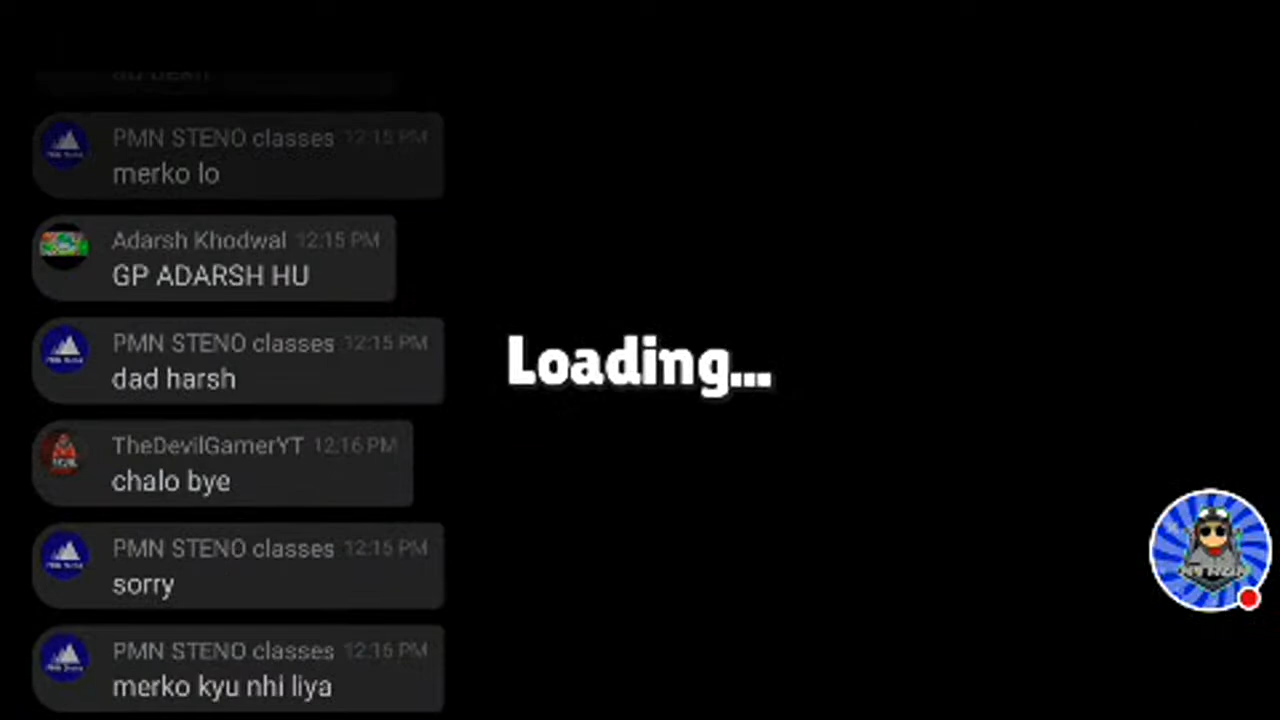 PMN STENO classes 12:15 PM
merko lo
Adarsh Khodwal 12:15 PM
GP ADARSH HU
PMN STENO classes 12:15 PM
dad harsh
Loading...
TheDevilGamerYT 12:16 PM
chalo bye
PMN STENO classes 12:15 PM
sorry
PMN STENO classes 12:16 PM
merko kyu nhi liya